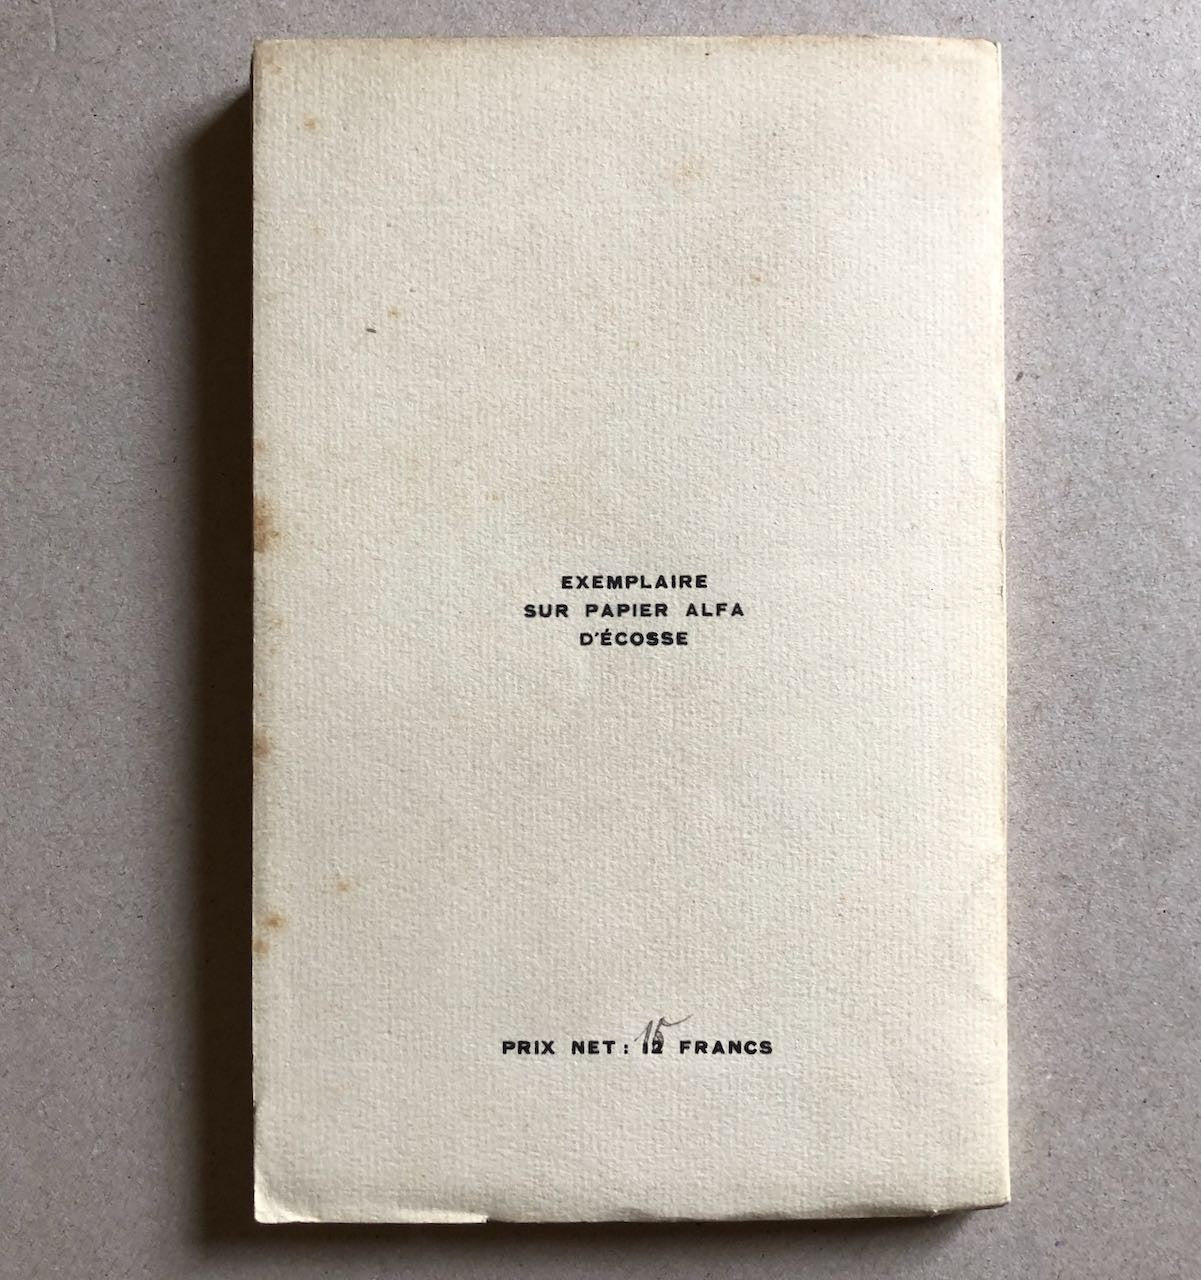 EXEMPLAIRE
SUR PAPIER ALFA
D'ÉCOSSE
15
PRIX NET : 12 FRANCS